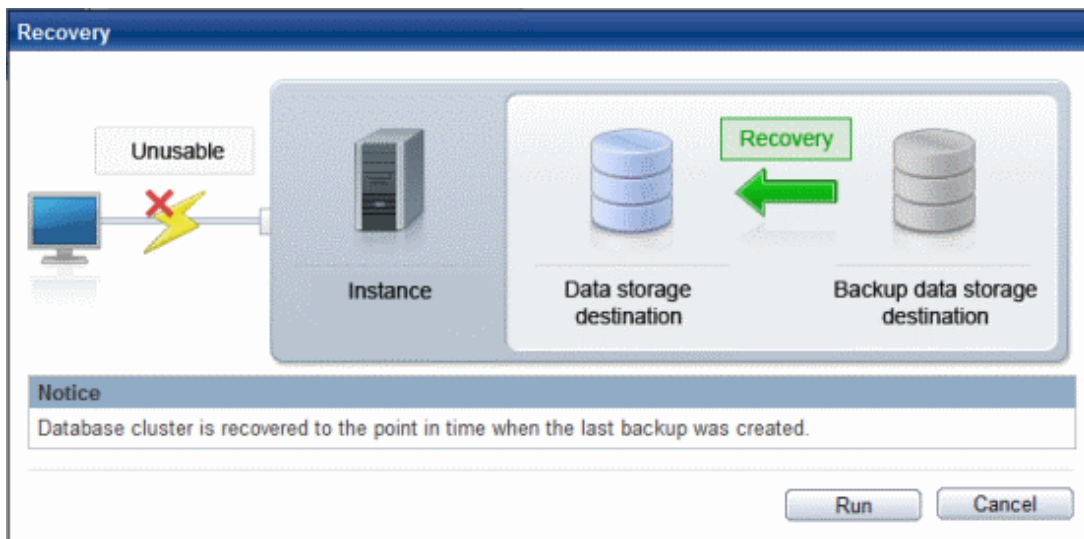 Recovery
Unusable
Recovery
Instance
Data storage
destination
Backup data storage
destination
Notice
Database cluster is recovered to the point in time when the last backup was created.
Run
Cancel